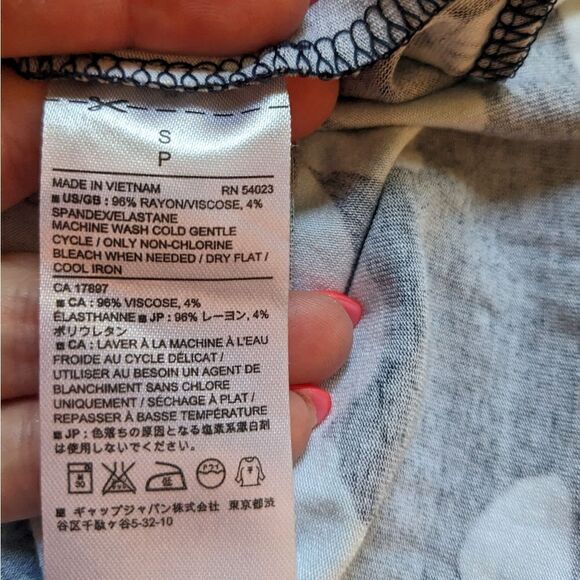 S
P
MADE IN VIETNAM RN 54023
US/GB : 96% RAYON/VISCOSE, 4%
SPANDEX/ELASTANE
MACHINE WASH COLD GENTLE
CYCLE / ONLY NON-CHLORINE
BLEACH WHEN NEEDED / DRY FLAT /
COOL IRON
CA 17897
CA : 96% VISCOSE, 4%
ÉLASTHANNE JP : 96% レーヨン, 4%
ポリウレタン
CA : LAVER À LA MACHINE À L'EAU
FROIDE AU CYCLE DÉLICAT /
UTILISER AU BESOIN UN AGENT DE
BLANCHIMENT SANS CHLORE
UNIQUEMENT / SÉCHAGE À PLAT /
REPASSER À BASSE TEMPÉRATURE
JP : 色落ちの原因となる塩素系漂白剤
は使用しないでください。
30 低
ギャップジャパン㈱ 東京都渋
谷区千駄ヶ谷5-32-10